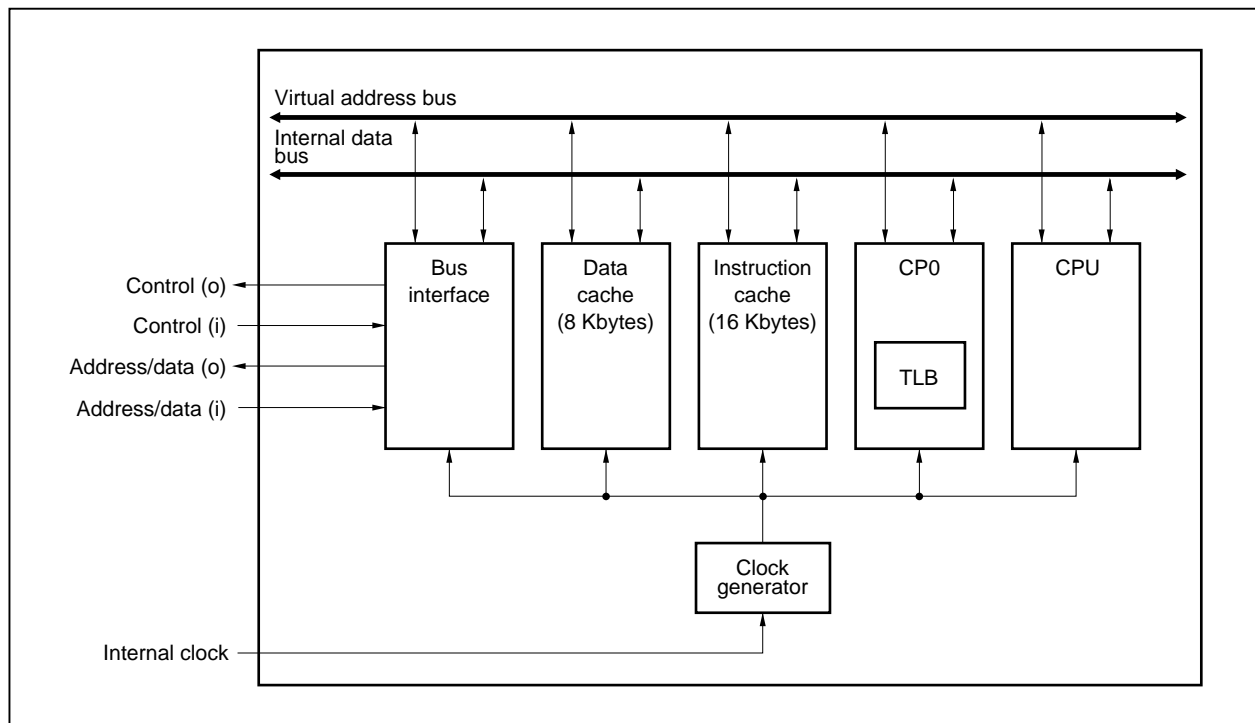 Virtual address bus
Internal data
bus
Bus
interface
Data
cache
(8 Kbytes)
Instruction
cache
(16 Kbytes)
CP0
TLB
CPU
Control (o)
Control (i)
Address/data (o)
Address/data (i)
Clock
generator
Internal clock